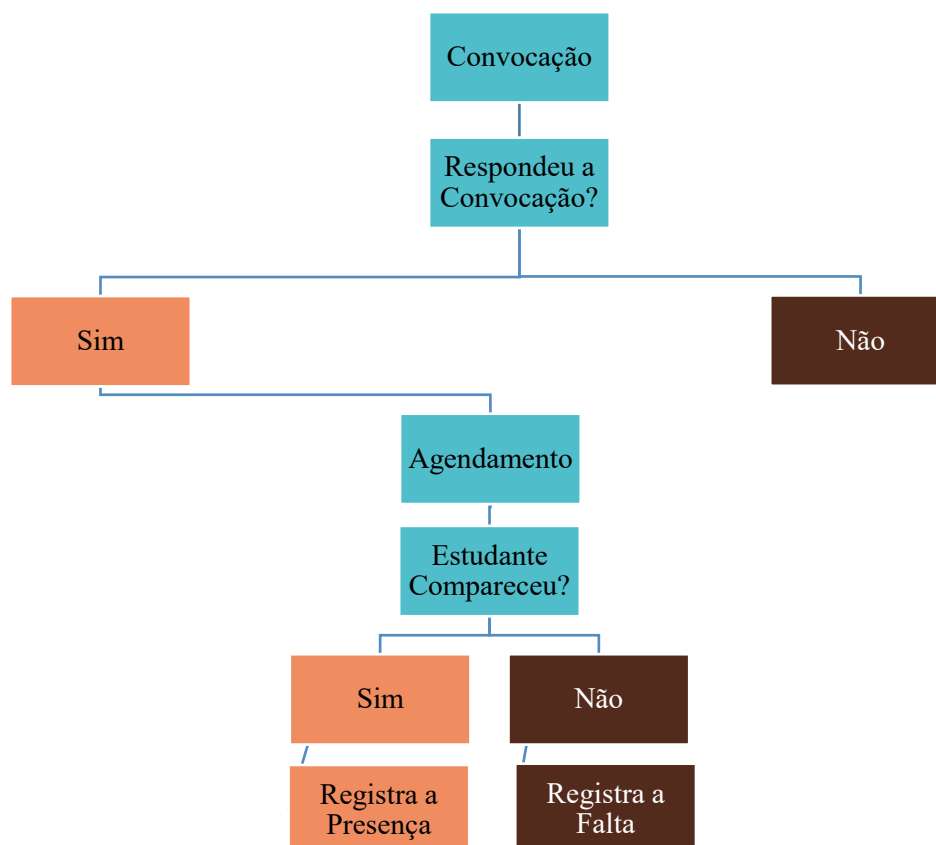 Convocação
Respondeu a
Convocação?
Sim
Não
Agendamento
Estudante
Compareceu?
Sim
Não
Registra a
Presença
Registra a
Falta